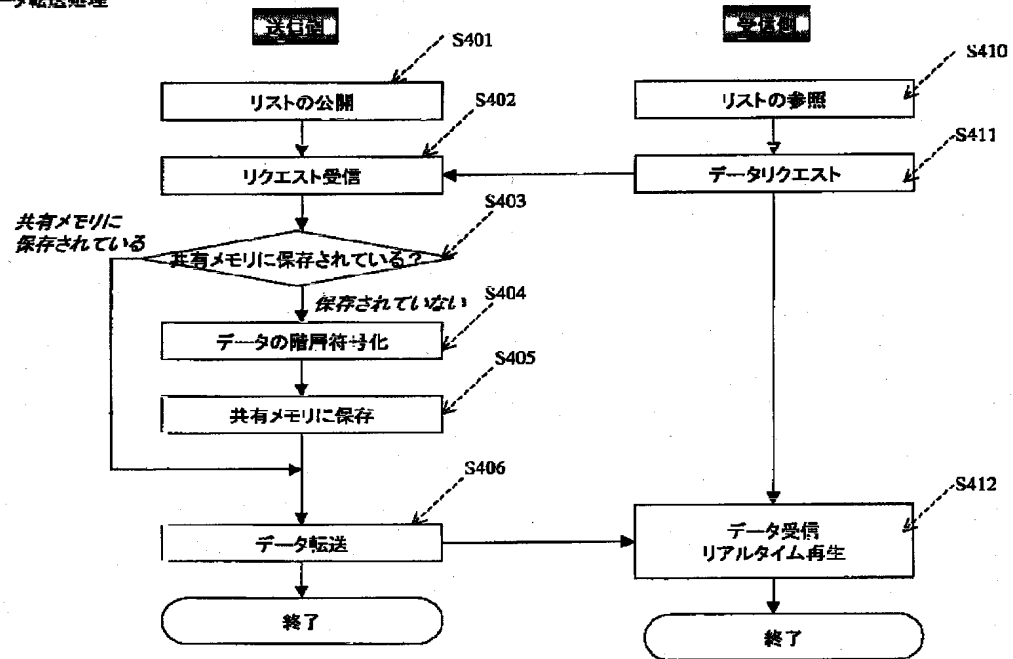 ータ転送処理
送信側
受信側
S401
S410
リストの公開
リストの参照
S402
S411
リクエスト受信
データリクエスト
S403
共有メモリに
保存されている
共有メモリに保存されている?
保存されていない
S404
データの階層符号化
S405
共有メモリに保存
S406
S412
データ転送
データ受信
リアルタイム再生
終了
終了